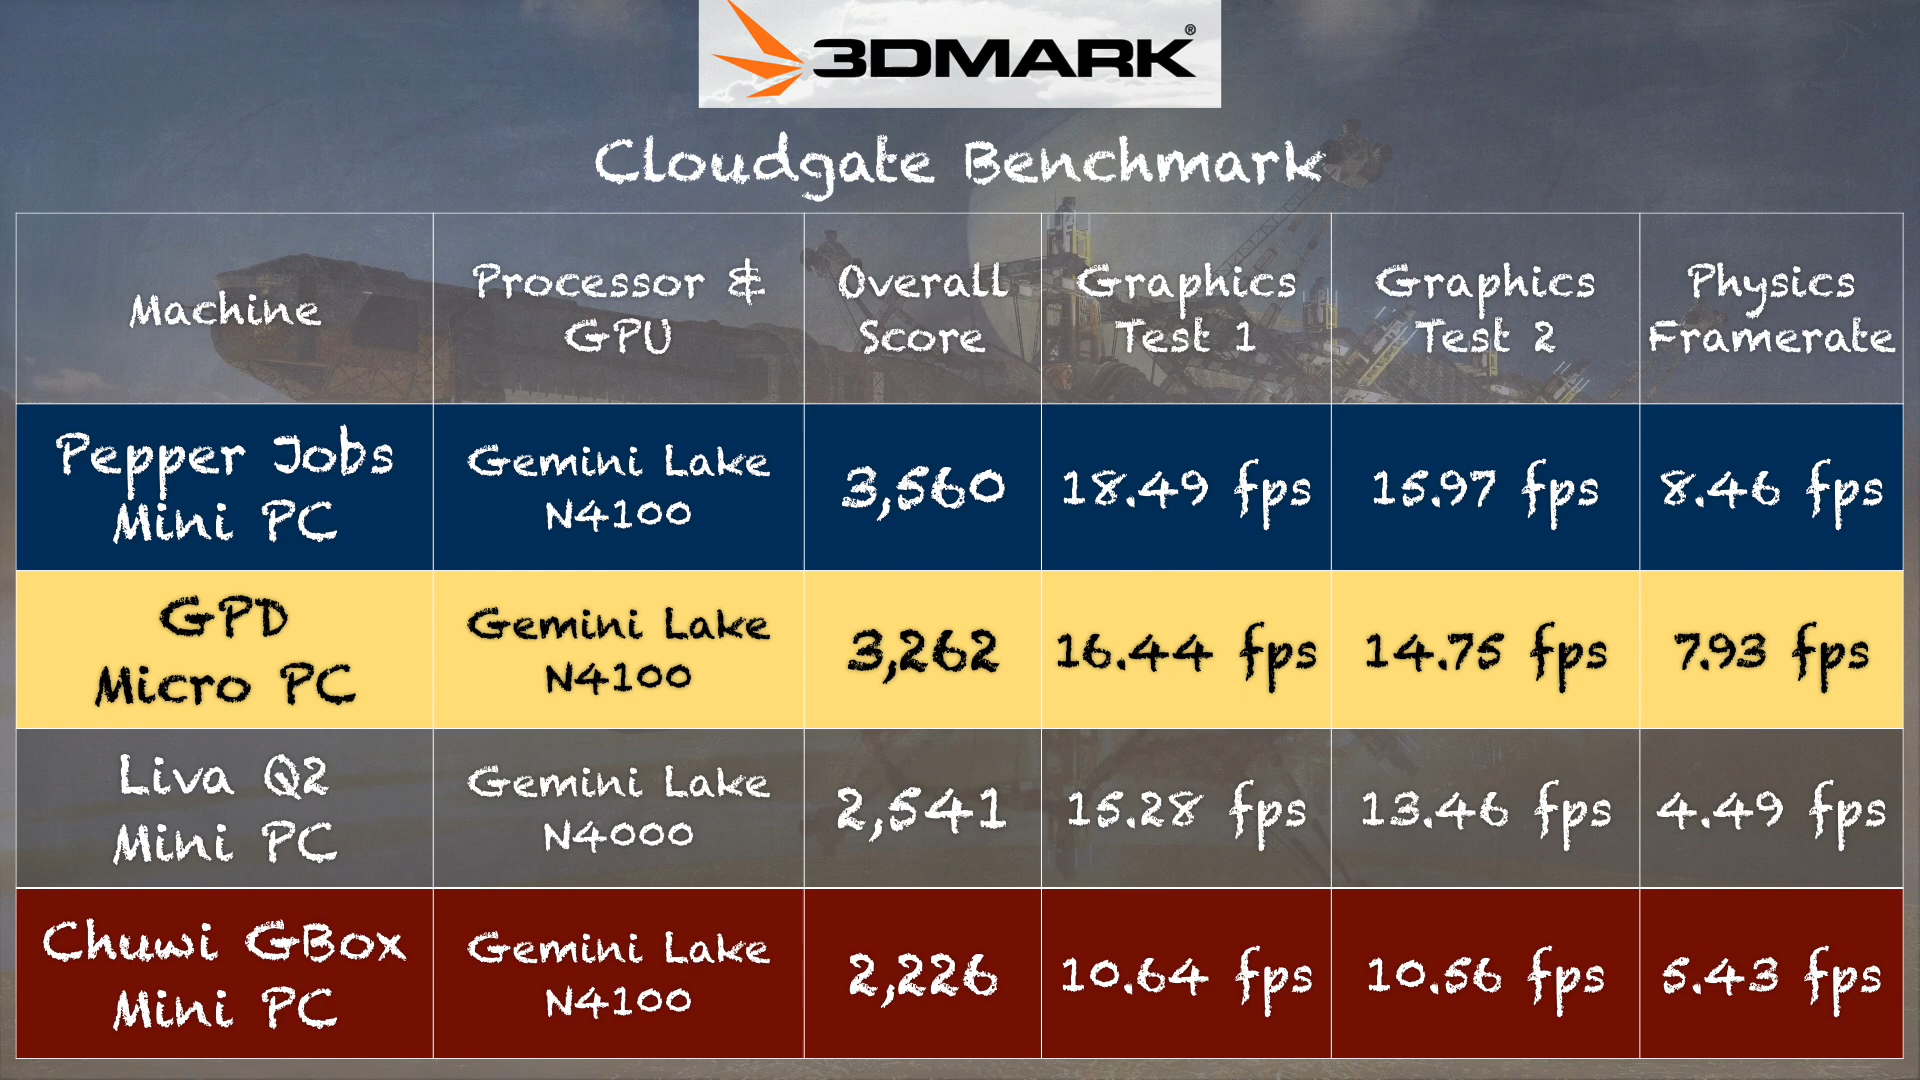 3DMARK®
Cloudgate Benchmark
Machine
Processor &
GPU
Overall
Score
Graphics
Test 1
Graphics
Test 2
Physics
Framerate
Pepper Jobs
Mini PC
Gemini Lake
N4100
3,560
18.49 fps
15.97 fps
8.46 fps
GPD
Micro PC
Gemini Lake
N4100
3,262
16.44 fps
14.75 fps
7.93 fps
Liva Q2
Mini PC
Gemini Lake
N4000
2,541
15.28 fps
13.46 fps
4.49 fps
Chuwi GBox
Mini PC
Gemini Lake
N4100
2,226
10.64 fps
10.56 fps
5.43 fps